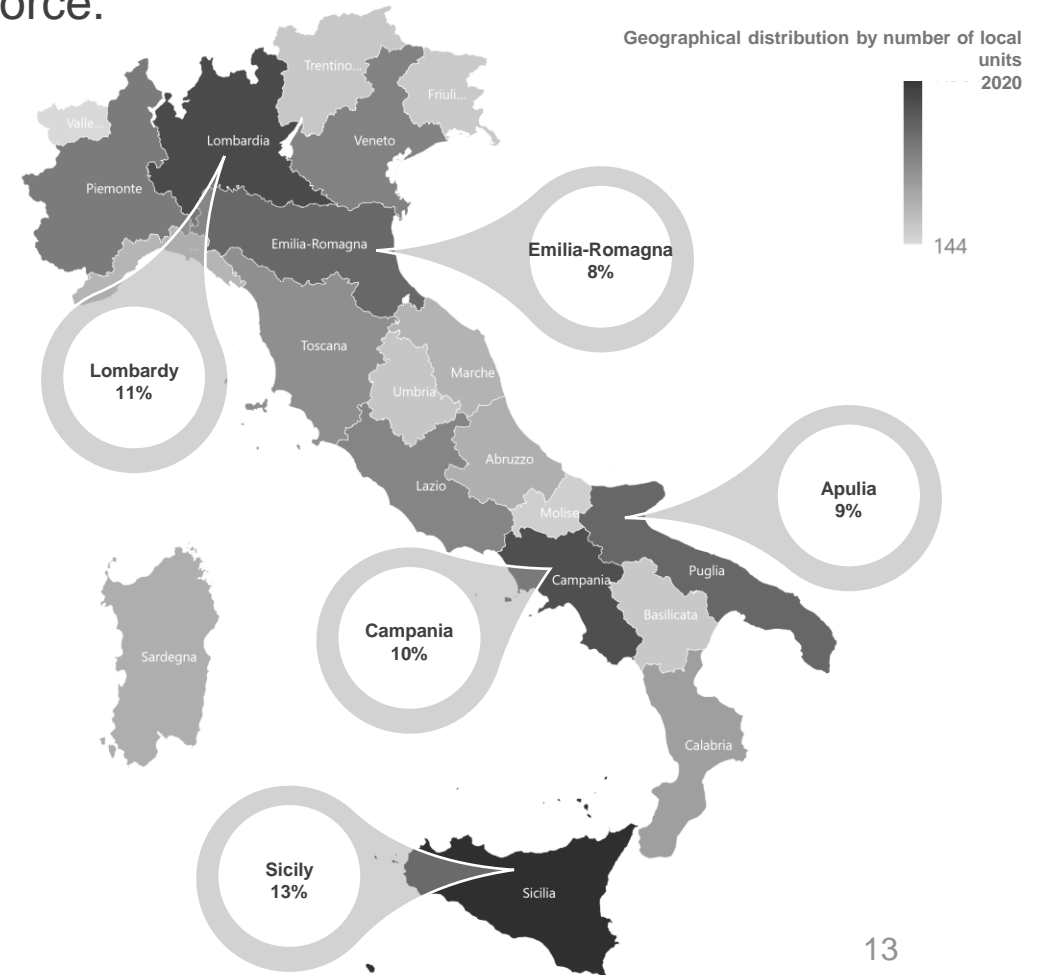 orce.
Geographical distribution by number of local
units
2020
144
Trentino...
Friuli...
Valle...
Lombardia
Veneto
Piemonte
Emilia-Romagna
Emilia-Romagna
8%
Toscana
Lombardy
11%
Marche
Umbria
Abruzzo
Lazio
Apulia
9%
Molise
Puglia
Campania
Basilicata
Campania
10%
Sardegna
Calabria
Sicily
13%
Sicilia
13